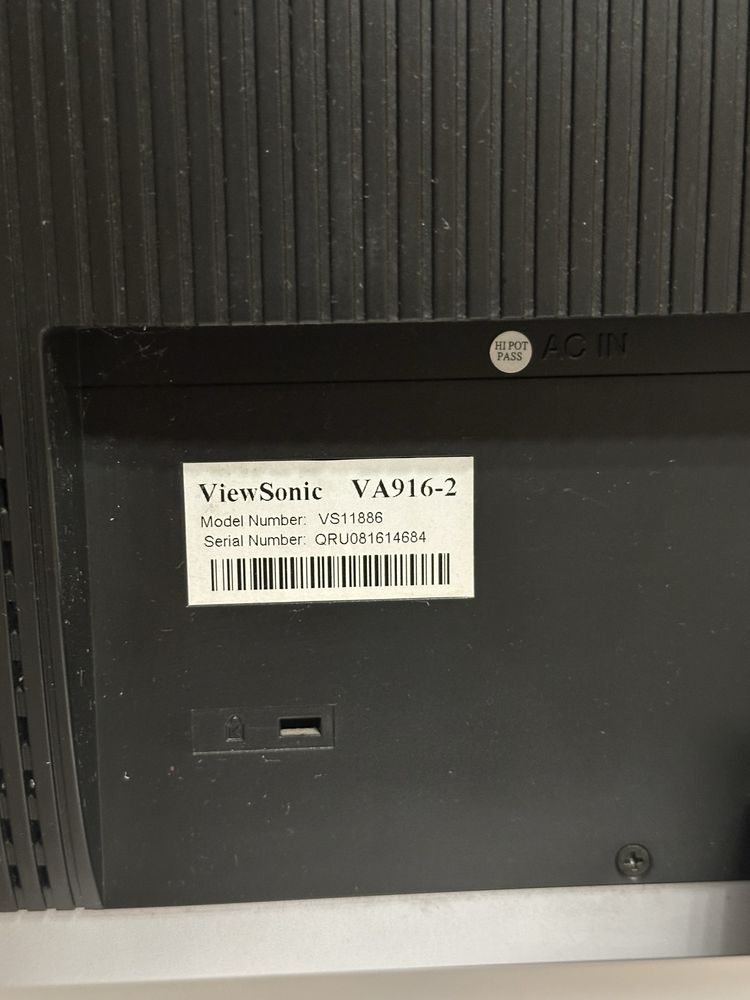 HI POT
PASS
AC IN
ViewSonic VA916-2
Model Number: VS11886
Serial Number: QRU081614684